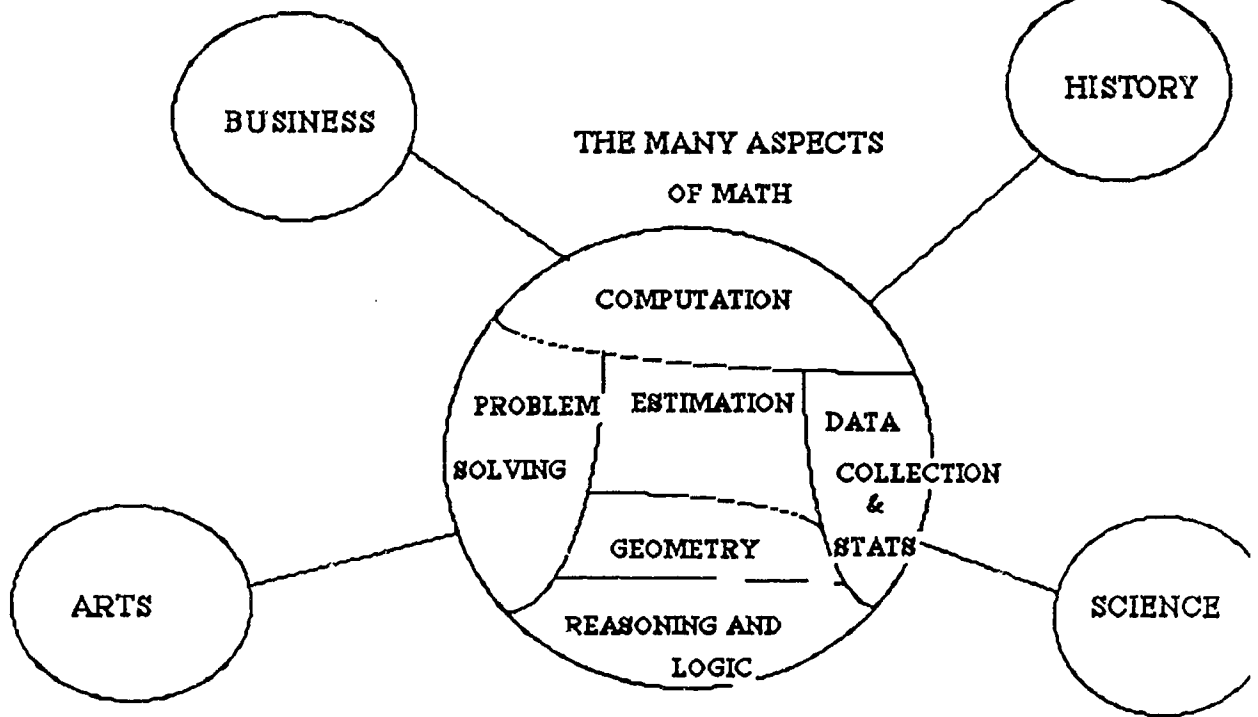 BUSINESS
HISTORY
THE MANY ASPECTS
OF MATH
COMPUTATION
PROBLEM
SOLVING
ESTIMATION
DATA
COLLECTION
&
STATS
GEOMETRY
REASONING AND
LOGIC
ARTS
SCIENCE